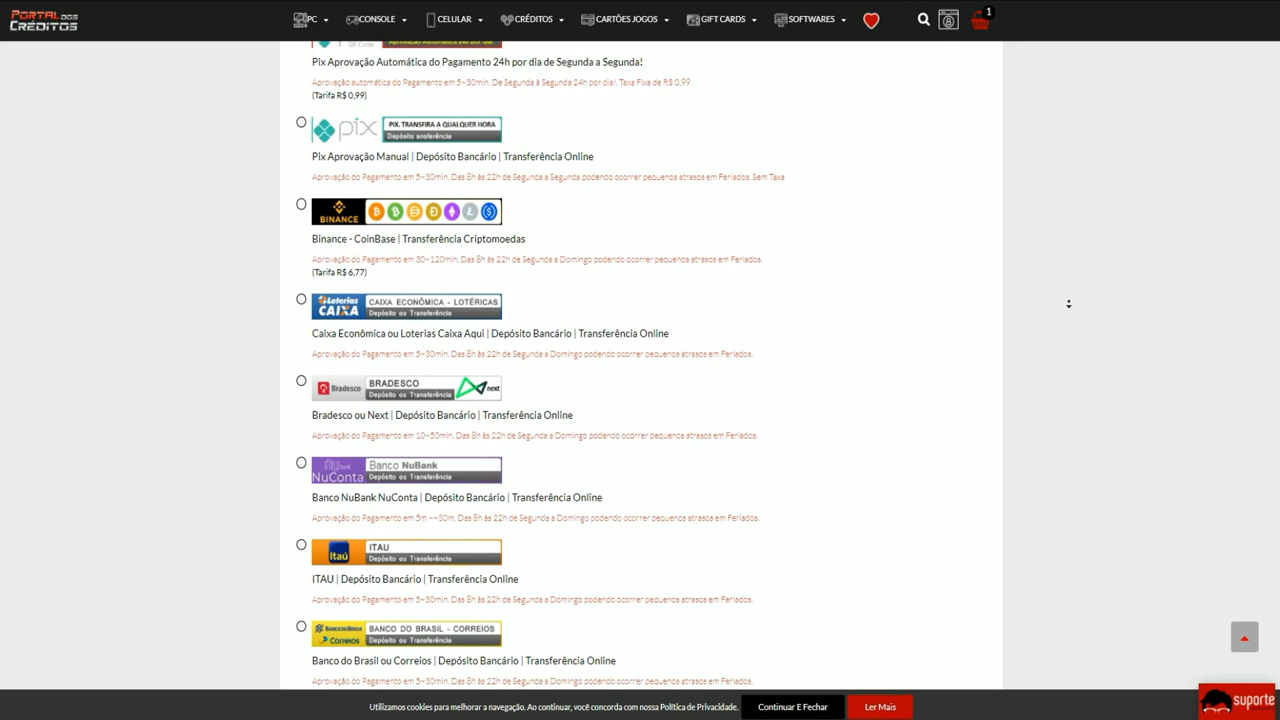 PORTAL DOS CRÉDITOS
PC CONSOLE CELULAR CRÉDITOS CARTÕES JOGOS GIFT CARDS SOFTWARES 1
QR Code
Pix Aprovação Automática do Pagamento 24h por dia de Segunda a Segunda!
Aprovação automática do Pagamento em 5~30min. De Segunda à Segunda 24h por dia!. Taxa Fixa de R$ 0,99
(Tarifa R$ 0,99)
pix PIX. TRANSFIRA A QUALQUER HORA
Depósito ansferência
Pix Aprovação Manual | Depósito Bancário | Transferência Online
Aprovação do Pagamento em 5~30min. Das 8h às 22h de Segunda a Segunda podendo ocorrer pequenos atrasos em Feriados. Sem Taxa
BINANCE
Binance - CoinBase | Transferência Criptomoedas
Aprovação do Pagamento em 30~120min. Das 8h às 22h de Segunda a Domingo podendo ocorrer pequenos atrasos em Feriados.
(Tarifa R$ 6,77)
Loterias CAIXA CAIXA ECONÔMICA - LOTÉRICAS
Depósito ou Transferência
Caixa Econômica ou Loterias Caixa Aqui | Depósito Bancário | Transferência Online
Aprovação do Pagamento em 5~30min. Das 8h às 22h de Segunda a Domingo podendo ocorrer pequenos atrasos em Feriados.
Bradesco BRADESCO next
Depósito ou Transferência
Bradesco ou Next | Depósito Bancário | Transferência Online
Aprovação do Pagamento em 10~50min. Das 8h às 22h de Segunda a Domingo podendo ocorrer pequenos atrasos em Feriados.
NuConta Banco NuBank
Depósito ou Transferência
Banco NuBank NuConta | Depósito Bancário | Transferência Online
Aprovação do Pagamento em 5m ~~30m. Das 8h às 22h de Segunda a Domingo podendo ocorrer pequenos atrasos em Feriados.
Itaú ITAU
Depósito ou Transferência
ITAU | Depósito Bancário | Transferência Online
Aprovação do Pagamento em 5~30min. Das 8h às 22h de Segunda a Domingo podendo ocorrer pequenos atrasos em Feriados.
BANCO DO BRASIL Correios BANCO DO BRASIL - CORREIOS
Depósito ou Transferência
Banco do Brasil ou Correios | Depósito Bancário | Transferência Online
Aprovação do Pagamento em 5~30min. Das 8h às 22h de Segunda a Domingo podendo ocorrer pequenos atrasos em Feriados.
Utilizamos cookies para melhorar a navegação. Ao continuar, você concorda com nossa Política de Privacidade. Continuar E Fechar Ler Mais
suporte